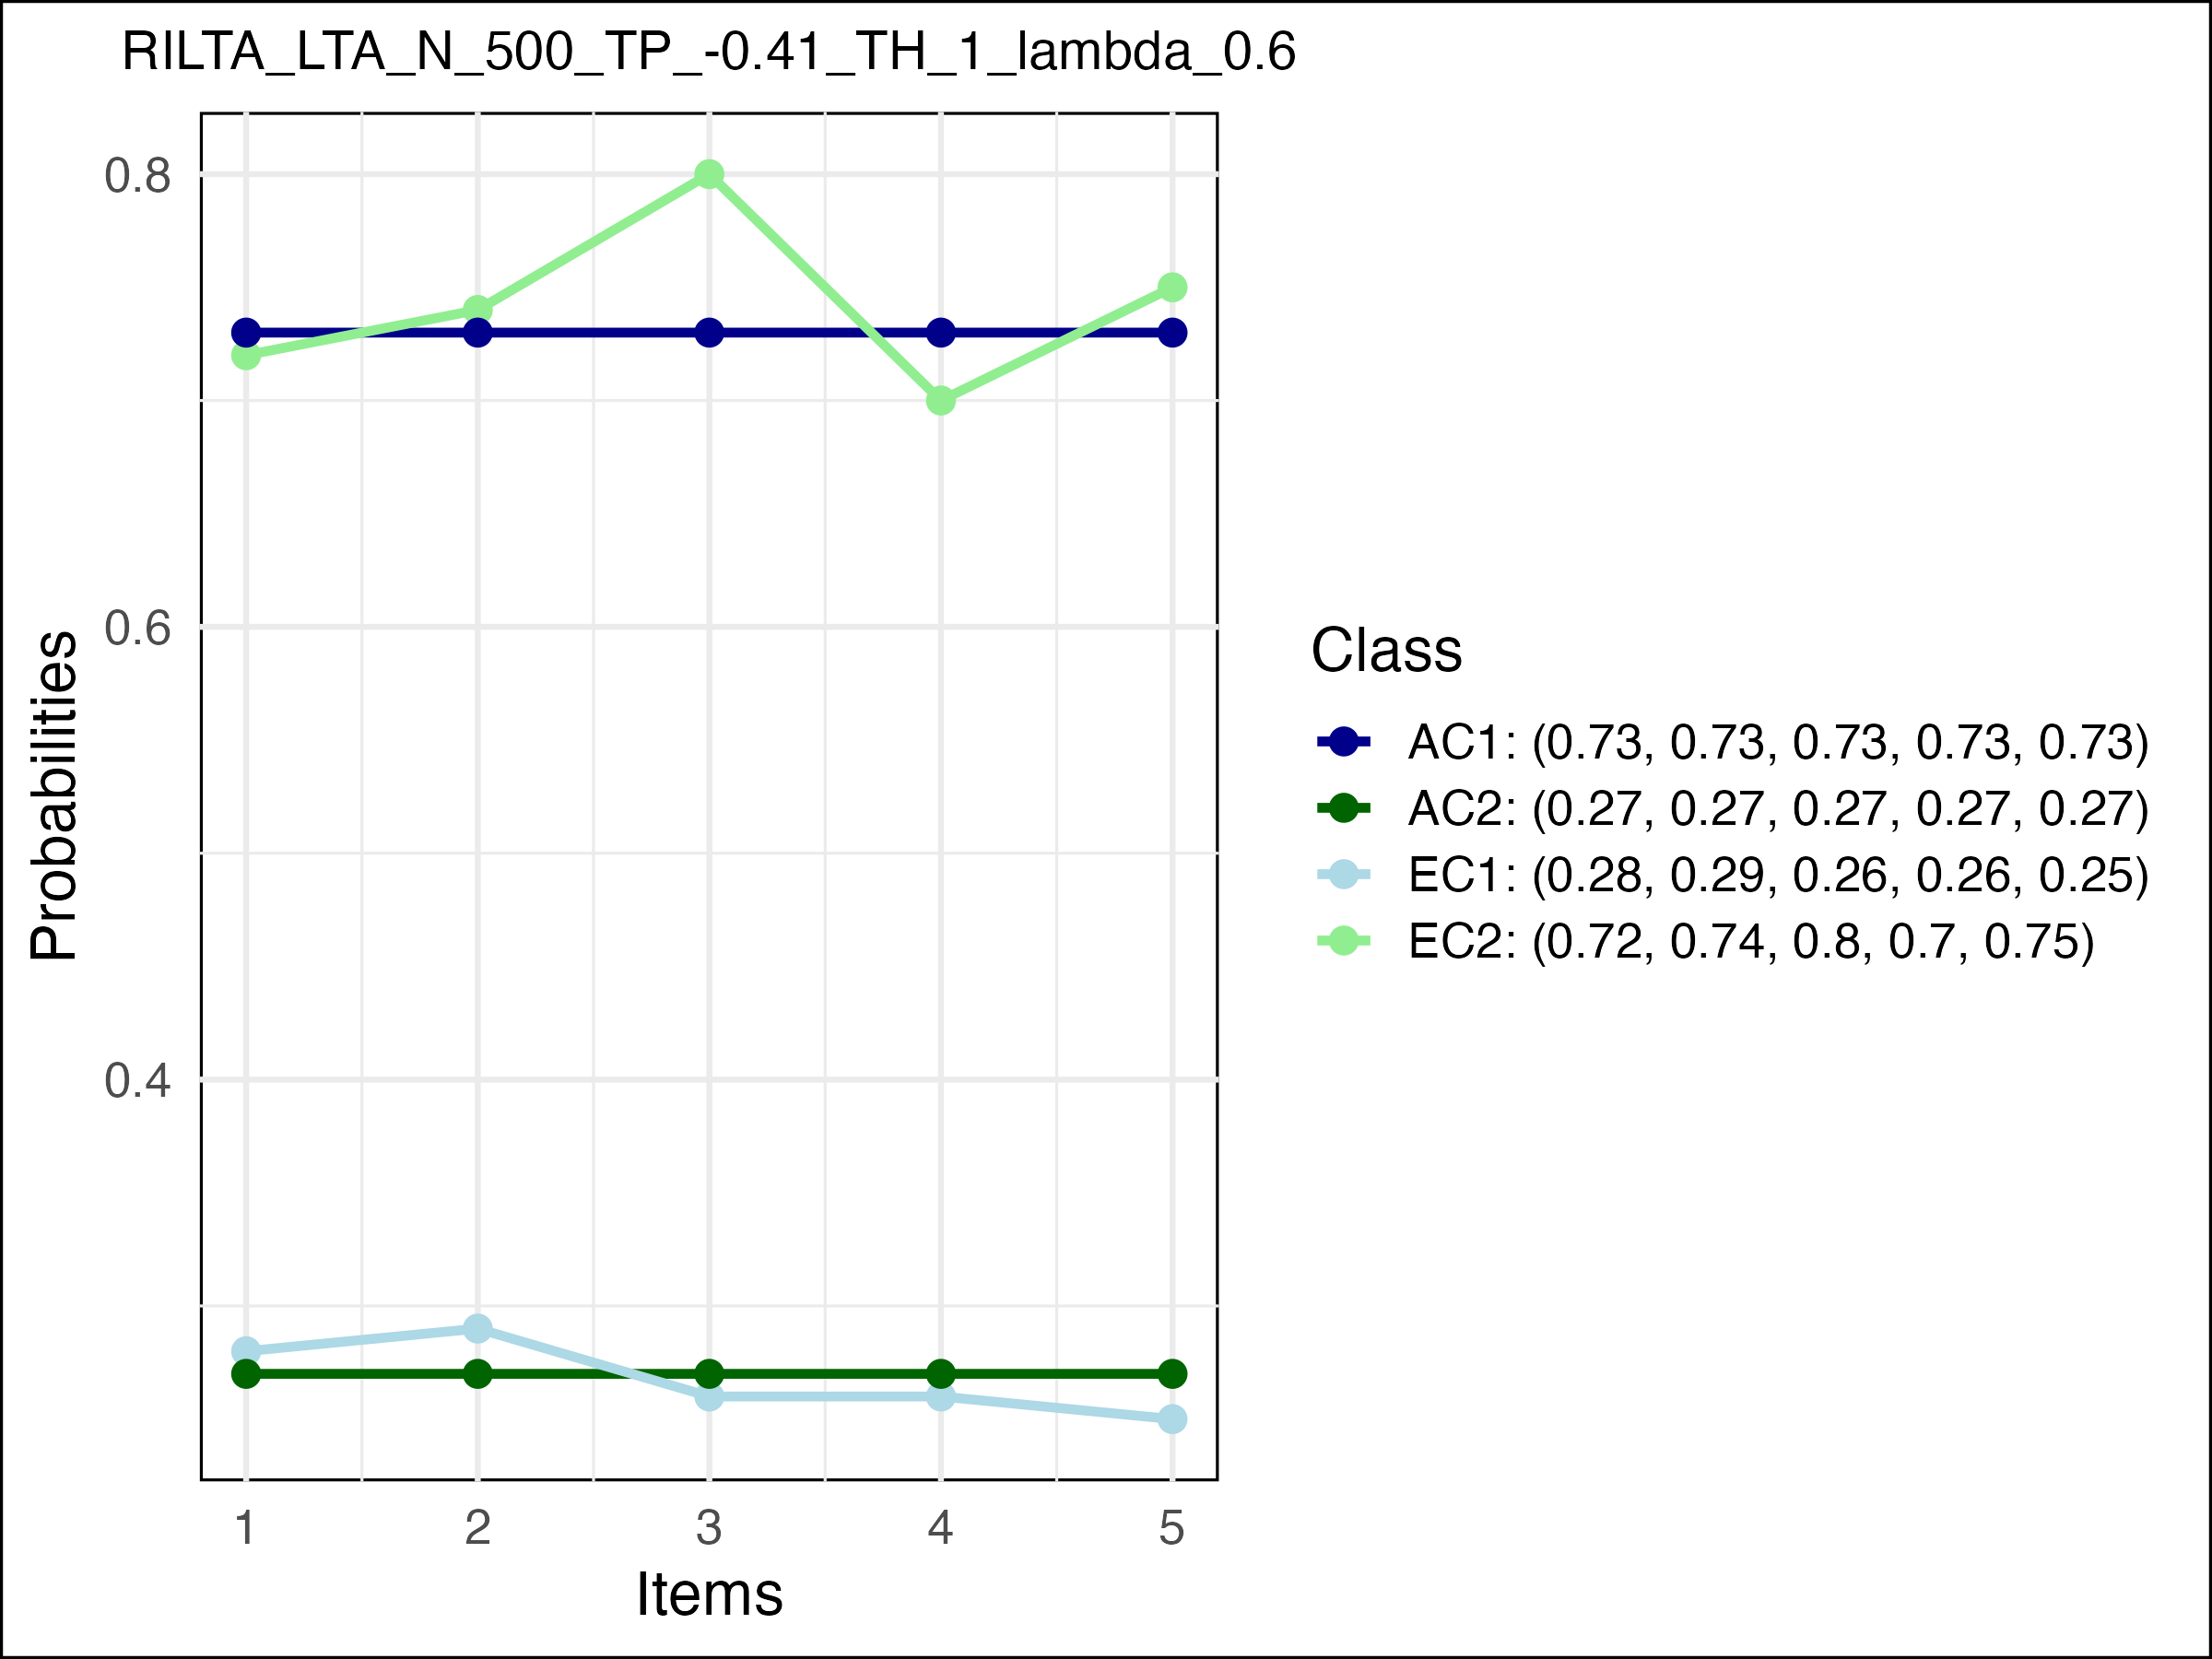 RILTA_LTA_N_500_TP_-0.41_TH_1_lambda_0.6
0.8
0.6
0.4
Probabilities
1 2 3 4 5
Items
Class
AC1: (0.73, 0.73, 0.73, 0.73, 0.73)
AC2: (0.27, 0.27, 0.27, 0.27, 0.27)
EC1: (0.28, 0.29, 0.26, 0.26, 0.25)
EC2: (0.72, 0.74, 0.8, 0.7, 0.75)